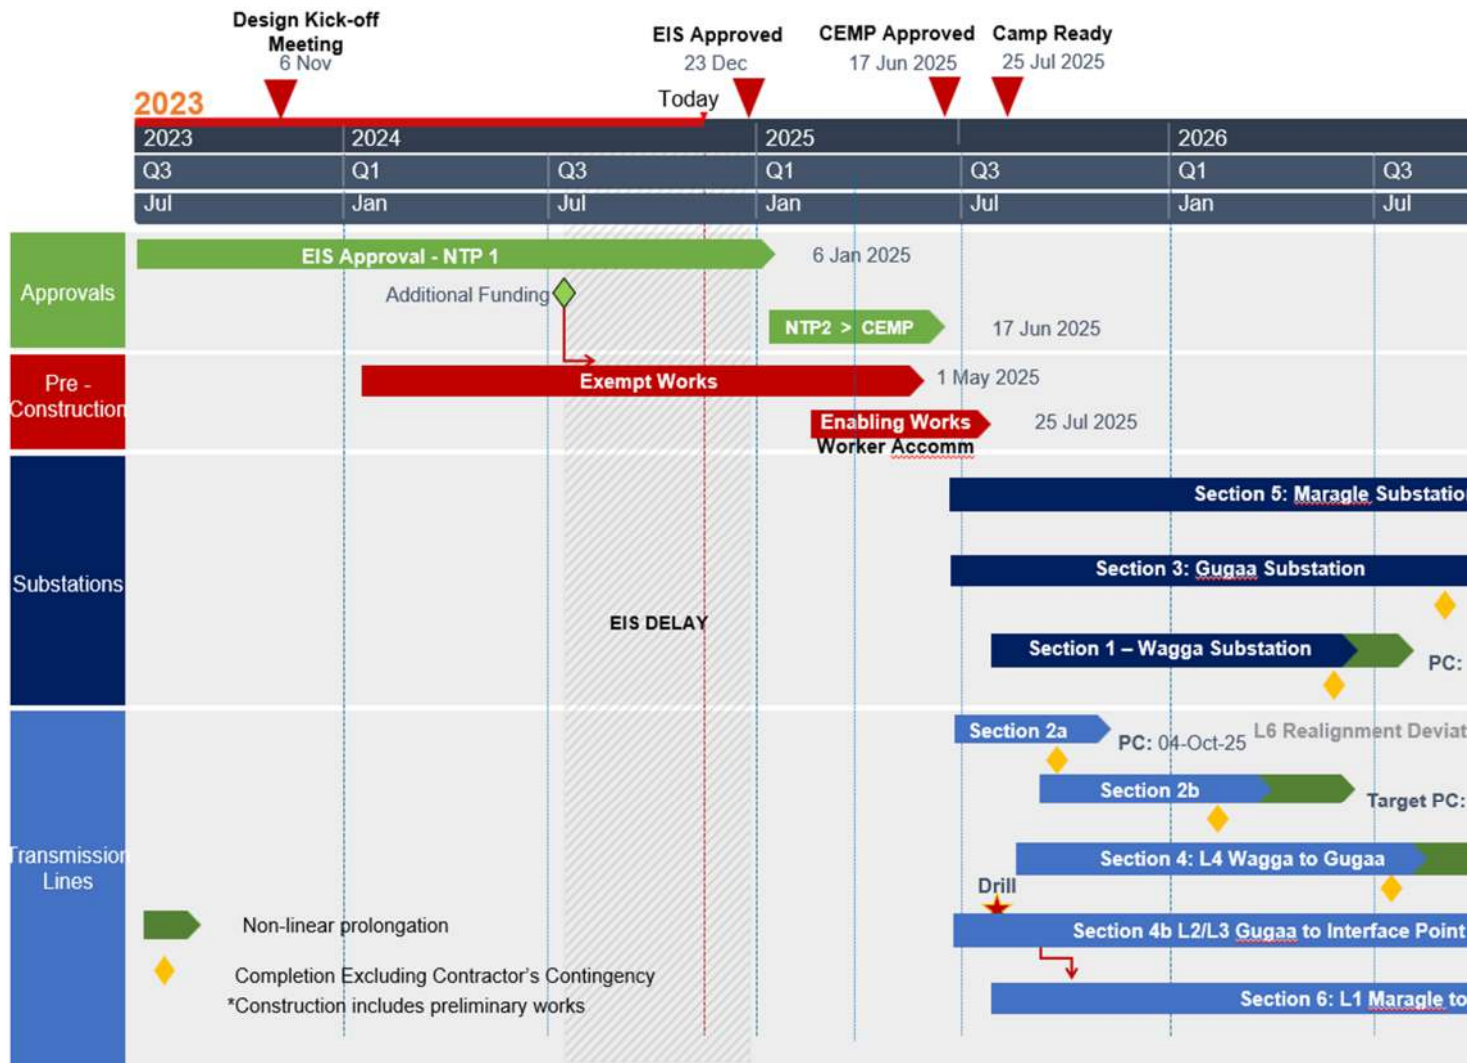 Design Kick-off
Meeting
6 Nov
EIS Approved
23 Dec
CEMP Approved
17 Jun 2025
Camp Ready
25 Jul 2025
2023
Today
2023 2024 2025 2026
Q3 Q1 Q3 Q1 Q3 Q1 Q3
Jul Jan Jul Jan Jul Jan Jul
Approvals
EIS Approval - NTP 1
6 Jan 2025
Additional Funding
NTP2 > CEMP
17 Jun 2025
Pre -
Construction
Exempt Works
1 May 2025
Enabling Works
25 Jul 2025
Worker Accomm
Substations
Section 5: Maragle Substatio
Section 3: Gugaa Substation
EIS DELAY
Section 1 – Wagga Substation
PC:
Transmission
Lines
Section 2a
PC: 04-Oct-25
L6 Realignment Deviat
Section 2b
Target PC:
Section 4: L4 Wagga to Gugaa
Drill
Section 4b L2/L3 Gugaa to Interface Point
Section 6: L1 Maragle to
Non-linear prolongation
Completion Excluding Contractor's Contingency
*Construction includes preliminary works